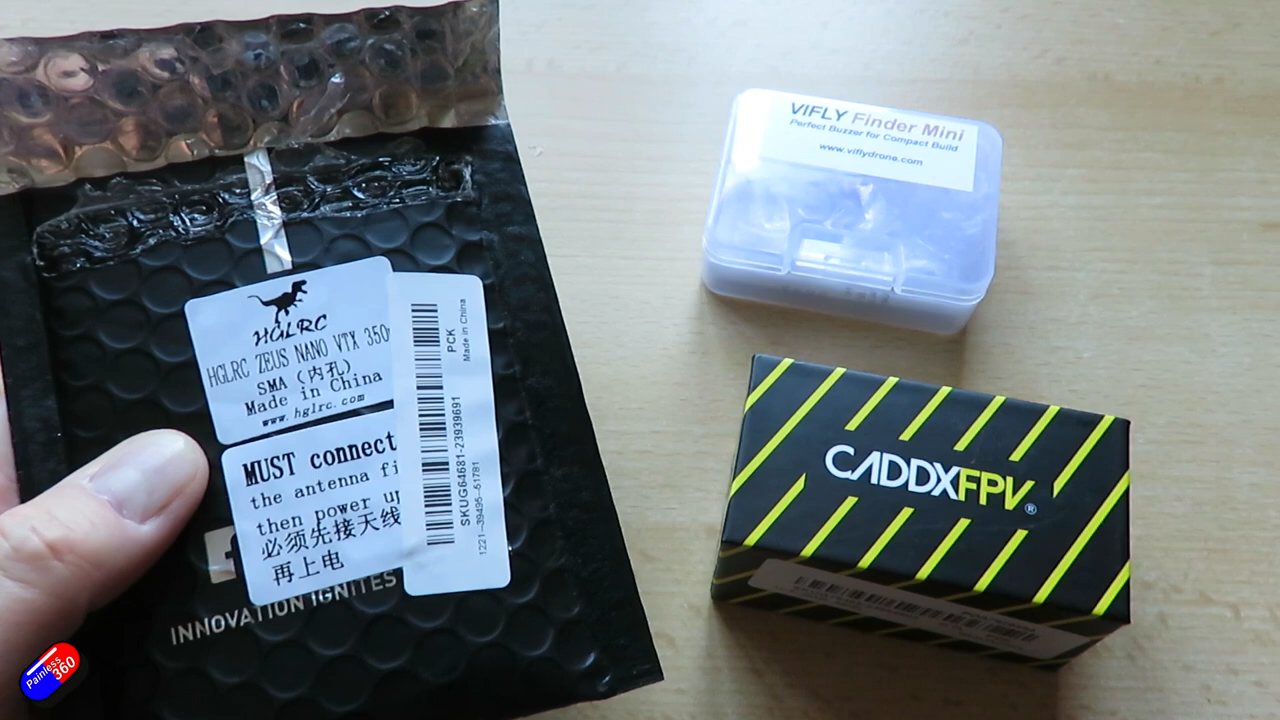 HGLRC
HGLRC ZEUS NANO VTX 350
SMA (内孔)
Made in China
www.hglrc.com
MUST connect
the antenna fi
then power up
必须先接天线
再上电
PCK
Made in China
SKUG64681-23939691
1221--39495--51781
INNOVATION IGNITES
VIFLY Finder Mini
Perfect Buzzer for Compact Build
www.viflydrone.com
CADDXFPV®
Painless
360